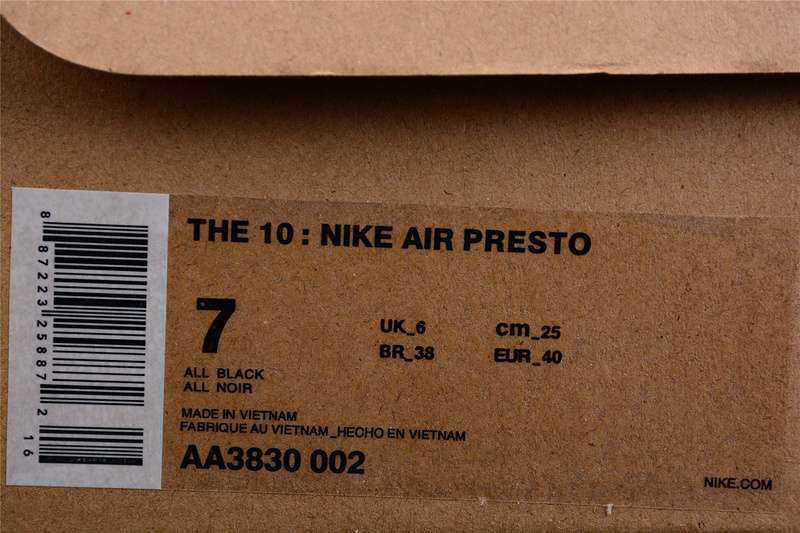 THE 10 : NIKE AIR PRESTO
7
UK_6 cm_25
BR_38 EUR_40
ALL BLACK
ALL NOIR
MADE IN VIETNAM
FABRIQUE AU VIETNAM_HECHO EN VIETNAM
AA3830 002
NIKE.COM
8 87223 25887 2 16